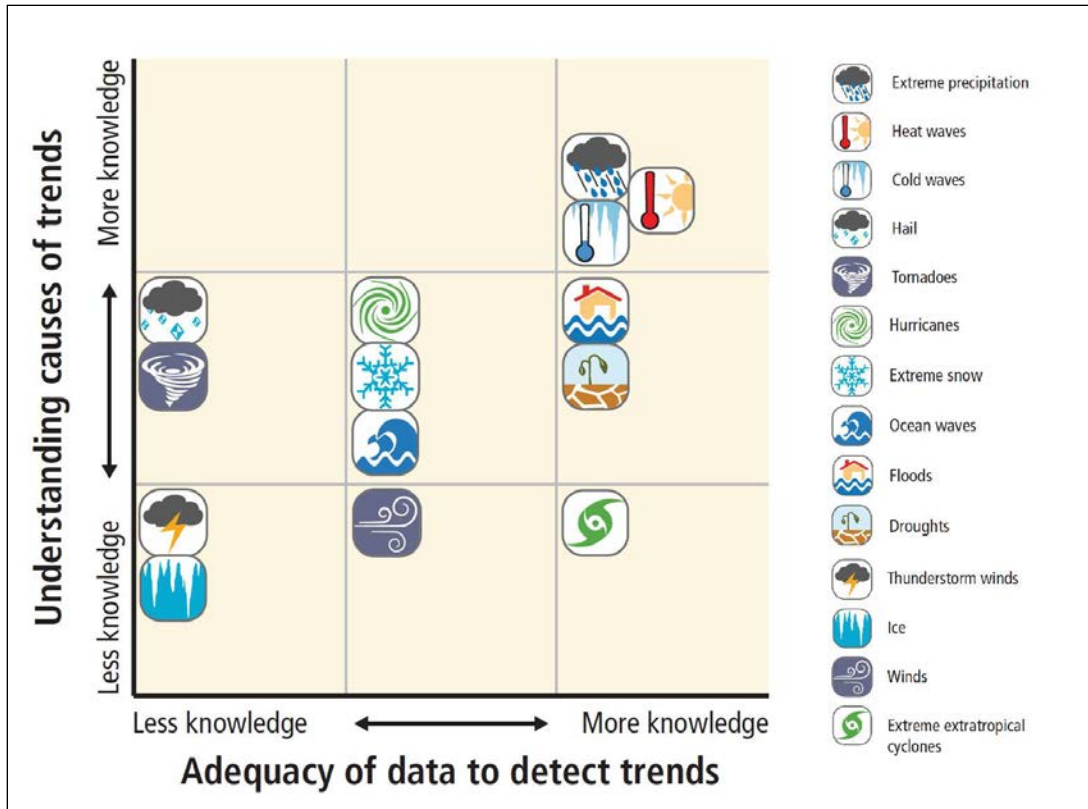 More knowledge
Understanding causes of trends
Less knowledge
Less knowledge
More knowledge
Adequacy of data to detect trends
Extreme precipitation
Heat waves
Cold waves
Hail
Tornadoes
Hurricanes
Extreme snow
Ocean waves
Floods
Droughts
Thunderstorm winds
Ice
Winds
Extreme extratropical
cyclones